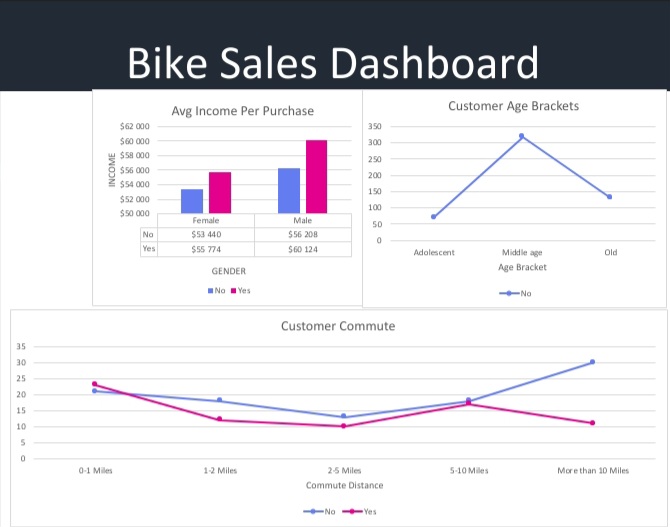 Bike Sales Dashboard
Avg Income Per Purchase
$62 000
$60 000
$58 000
$56 000
$54 000
$52 000
$50 000
INCOME
Female Male
No $53 440 $56 208
Yes $55 774 $60 124
GENDER
No Yes
Customer Age Brackets
350
300
250
200
150
100
50
0
Adolescent Middle age Old
Age Bracket
No
Customer Commute
35
30
25
20
15
10
5
0
0-1 Miles 1-2 Miles 2-5 Miles 5-10 Miles More than 10 Miles
Commute Distance
No Yes